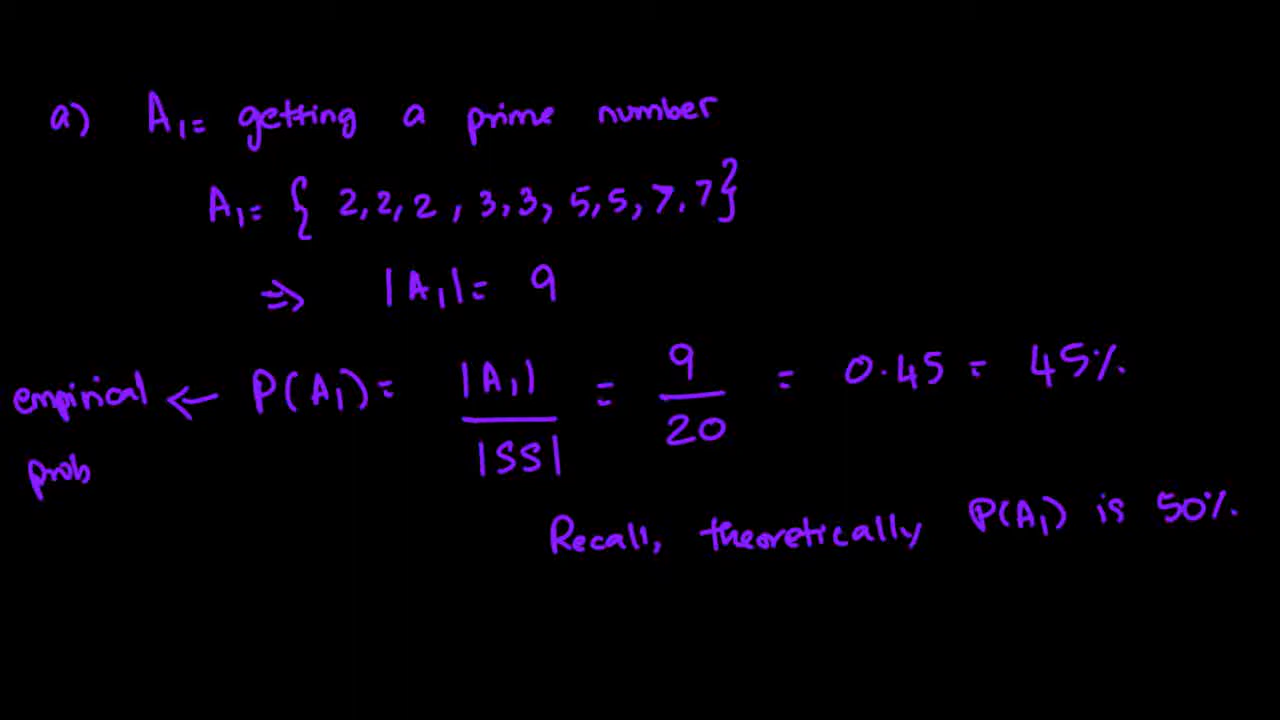 a) A₁= getting a prime number
A₁= { 2,2,2, 3,3, 5,5, 7,7}
⇒ |A₁|= 9
empirical prob ← P(A₁)= |A₁| / |SS| = 9/20 = 0.45 = 45%.
Recall, theoretically P(A₁) is 50%.